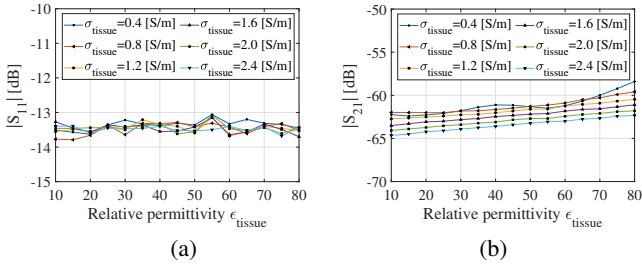 -10
-11
-12
-13
-14
-15
|S₁₁| [dB]
σtissue=0.4 [S/m] σtissue=1.6 [S/m]
σtissue=0.8 [S/m] σtissue=2.0 [S/m]
σtissue=1.2 [S/m] σtissue=2.4 [S/m]
10 20 30 40 50 60 70 80
Relative permittivity ϵtissue
(a)
-50
-55
-60
-65
-70
|S₂₁| [dB]
σtissue=0.4 [S/m] σtissue=1.6 [S/m]
σtissue=0.8 [S/m] σtissue=2.0 [S/m]
σtissue=1.2 [S/m] σtissue=2.4 [S/m]
10 20 30 40 50 60 70 80
Relative permittivity ϵtissue
(b)